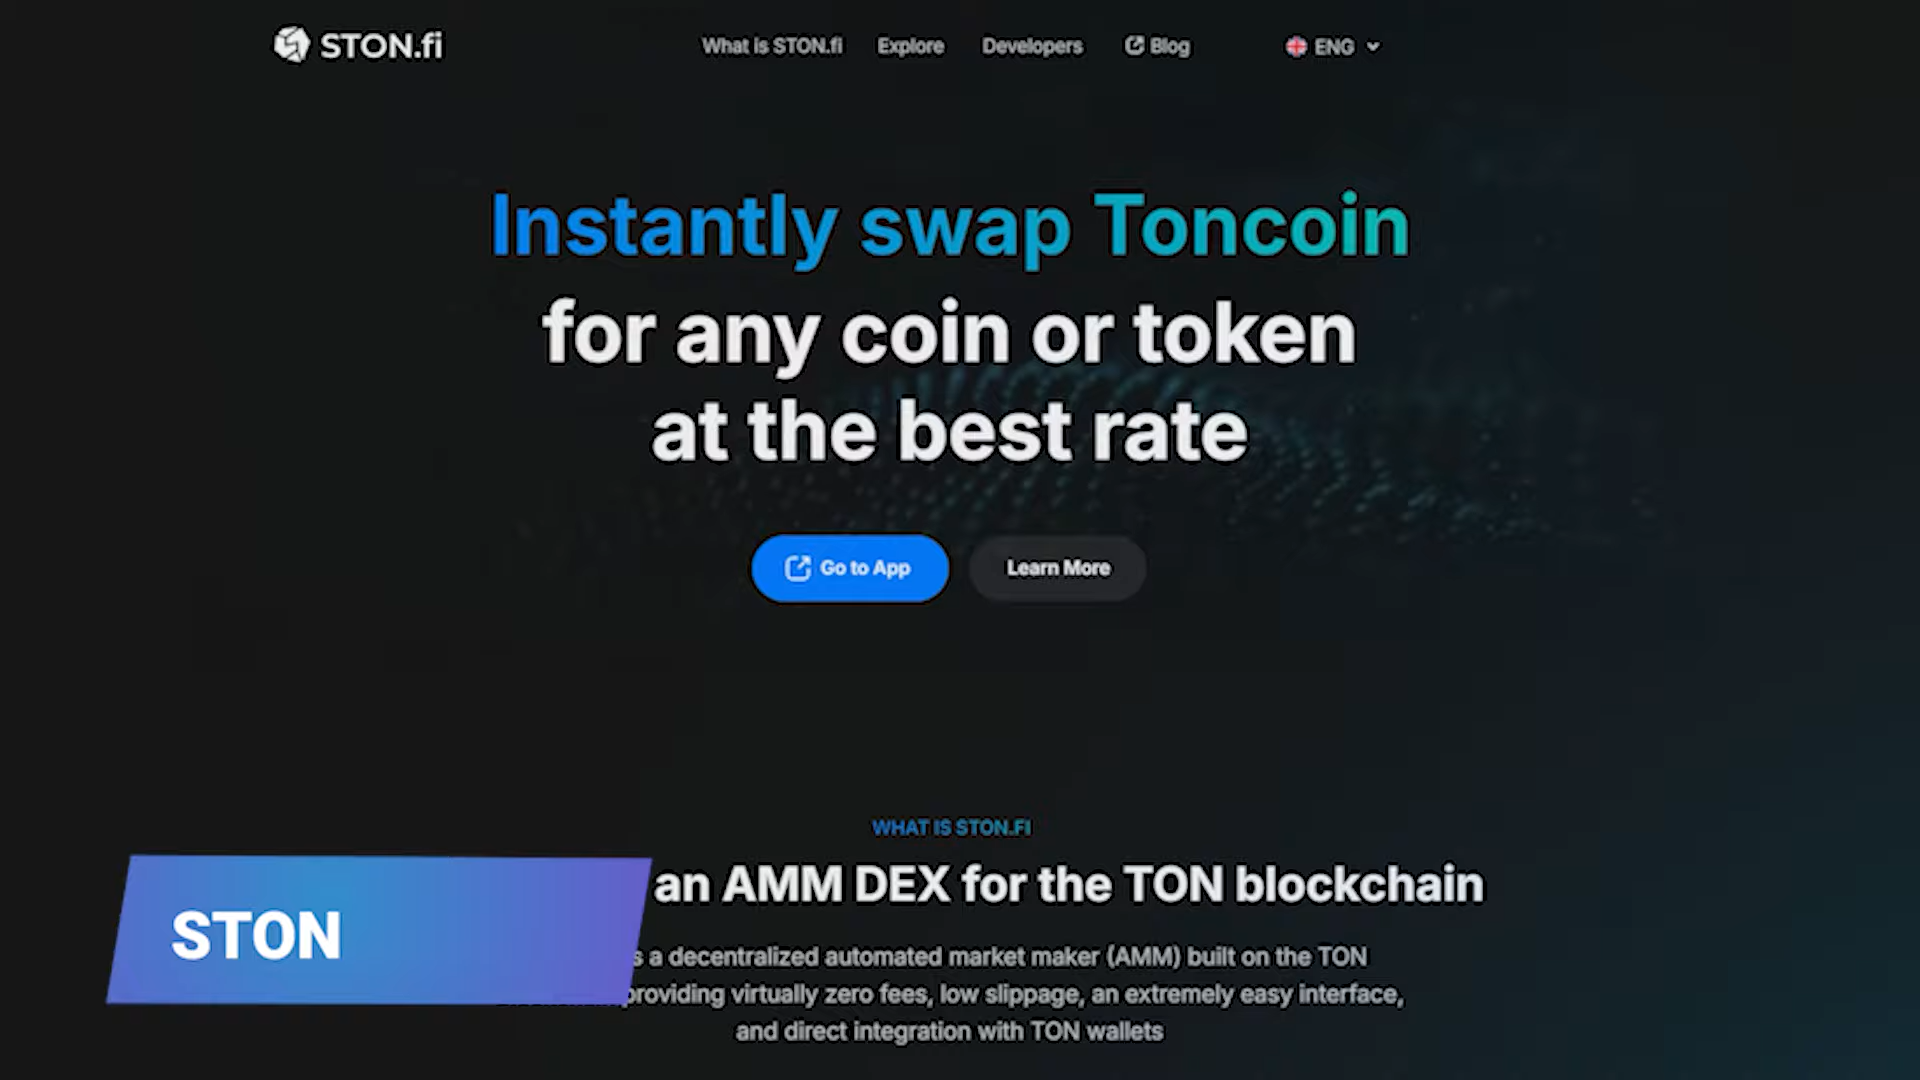 STON.fi
What is STON.fi
Explore
Developers
Blog
ENG
Instantly swap Toncoin
for any coin or token
at the best rate
Go to App
Learn More
WHAT IS STON.FI
an AMM DEX for the TON blockchain
STON
a decentralized automated market maker (AMM) built on the TON
providing virtually zero fees, low slippage, an extremely easy interface,
and direct integration with TON wallets